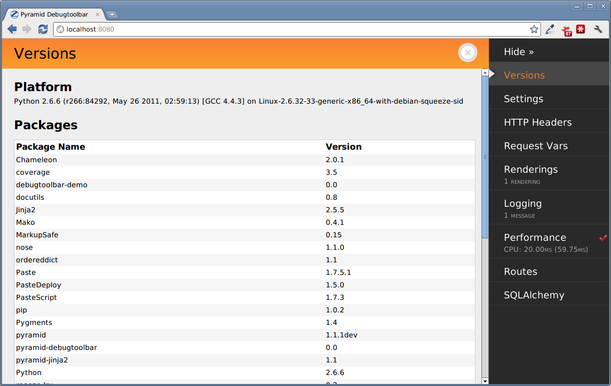 Pyramid Debugtoolbar
localhost:8080
Versions
Platform
Python 2.6.6 (r266:84292, May 26 2011, 02:59:13) [GCC 4.4.3] on Linux-2.6.32-33-generic-x86_64-with-debian-squeeze-sid
Packages
Package Name Version
Chameleon 2.0.1
coverage 3.5
debugtoolbar-demo 0.0
docutils 0.8
Jinja2 2.5.5
Mako 0.4.1
MarkupSafe 0.15
nose 1.1.0
ordereddict 1.1
Paste 1.7.5.1
PasteDeploy 1.5.0
PasteScript 1.7.3
pip 1.0.2
Pygments 1.4
pyramid 1.1.1dev
pyramid-debugtoolbar 0.0
pyramid-jinja2 1.1
Python 2.6.6
Hide »
Versions
Settings
HTTP Headers
Request Vars
Renderings
1 RENDERING
Logging
1 MESSAGE
Performance
CPU: 20.00MS (59.75MS)
Routes
SQLAlchemy